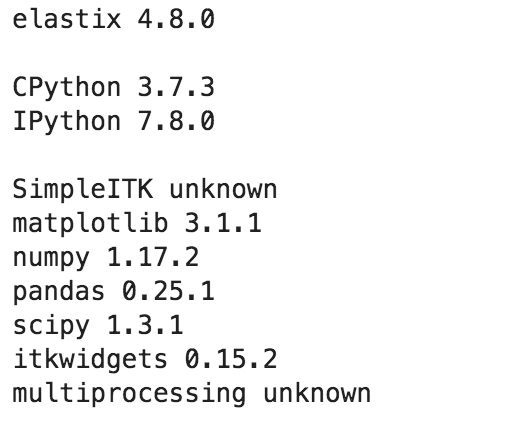 elastix 4.8.0
CPython 3.7.3
IPython 7.8.0
SimpleITK unknown
matplotlib 3.1.1
numpy 1.17.2
pandas 0.25.1
scipy 1.3.1
itkwidgets 0.15.2
multiprocessing unknown